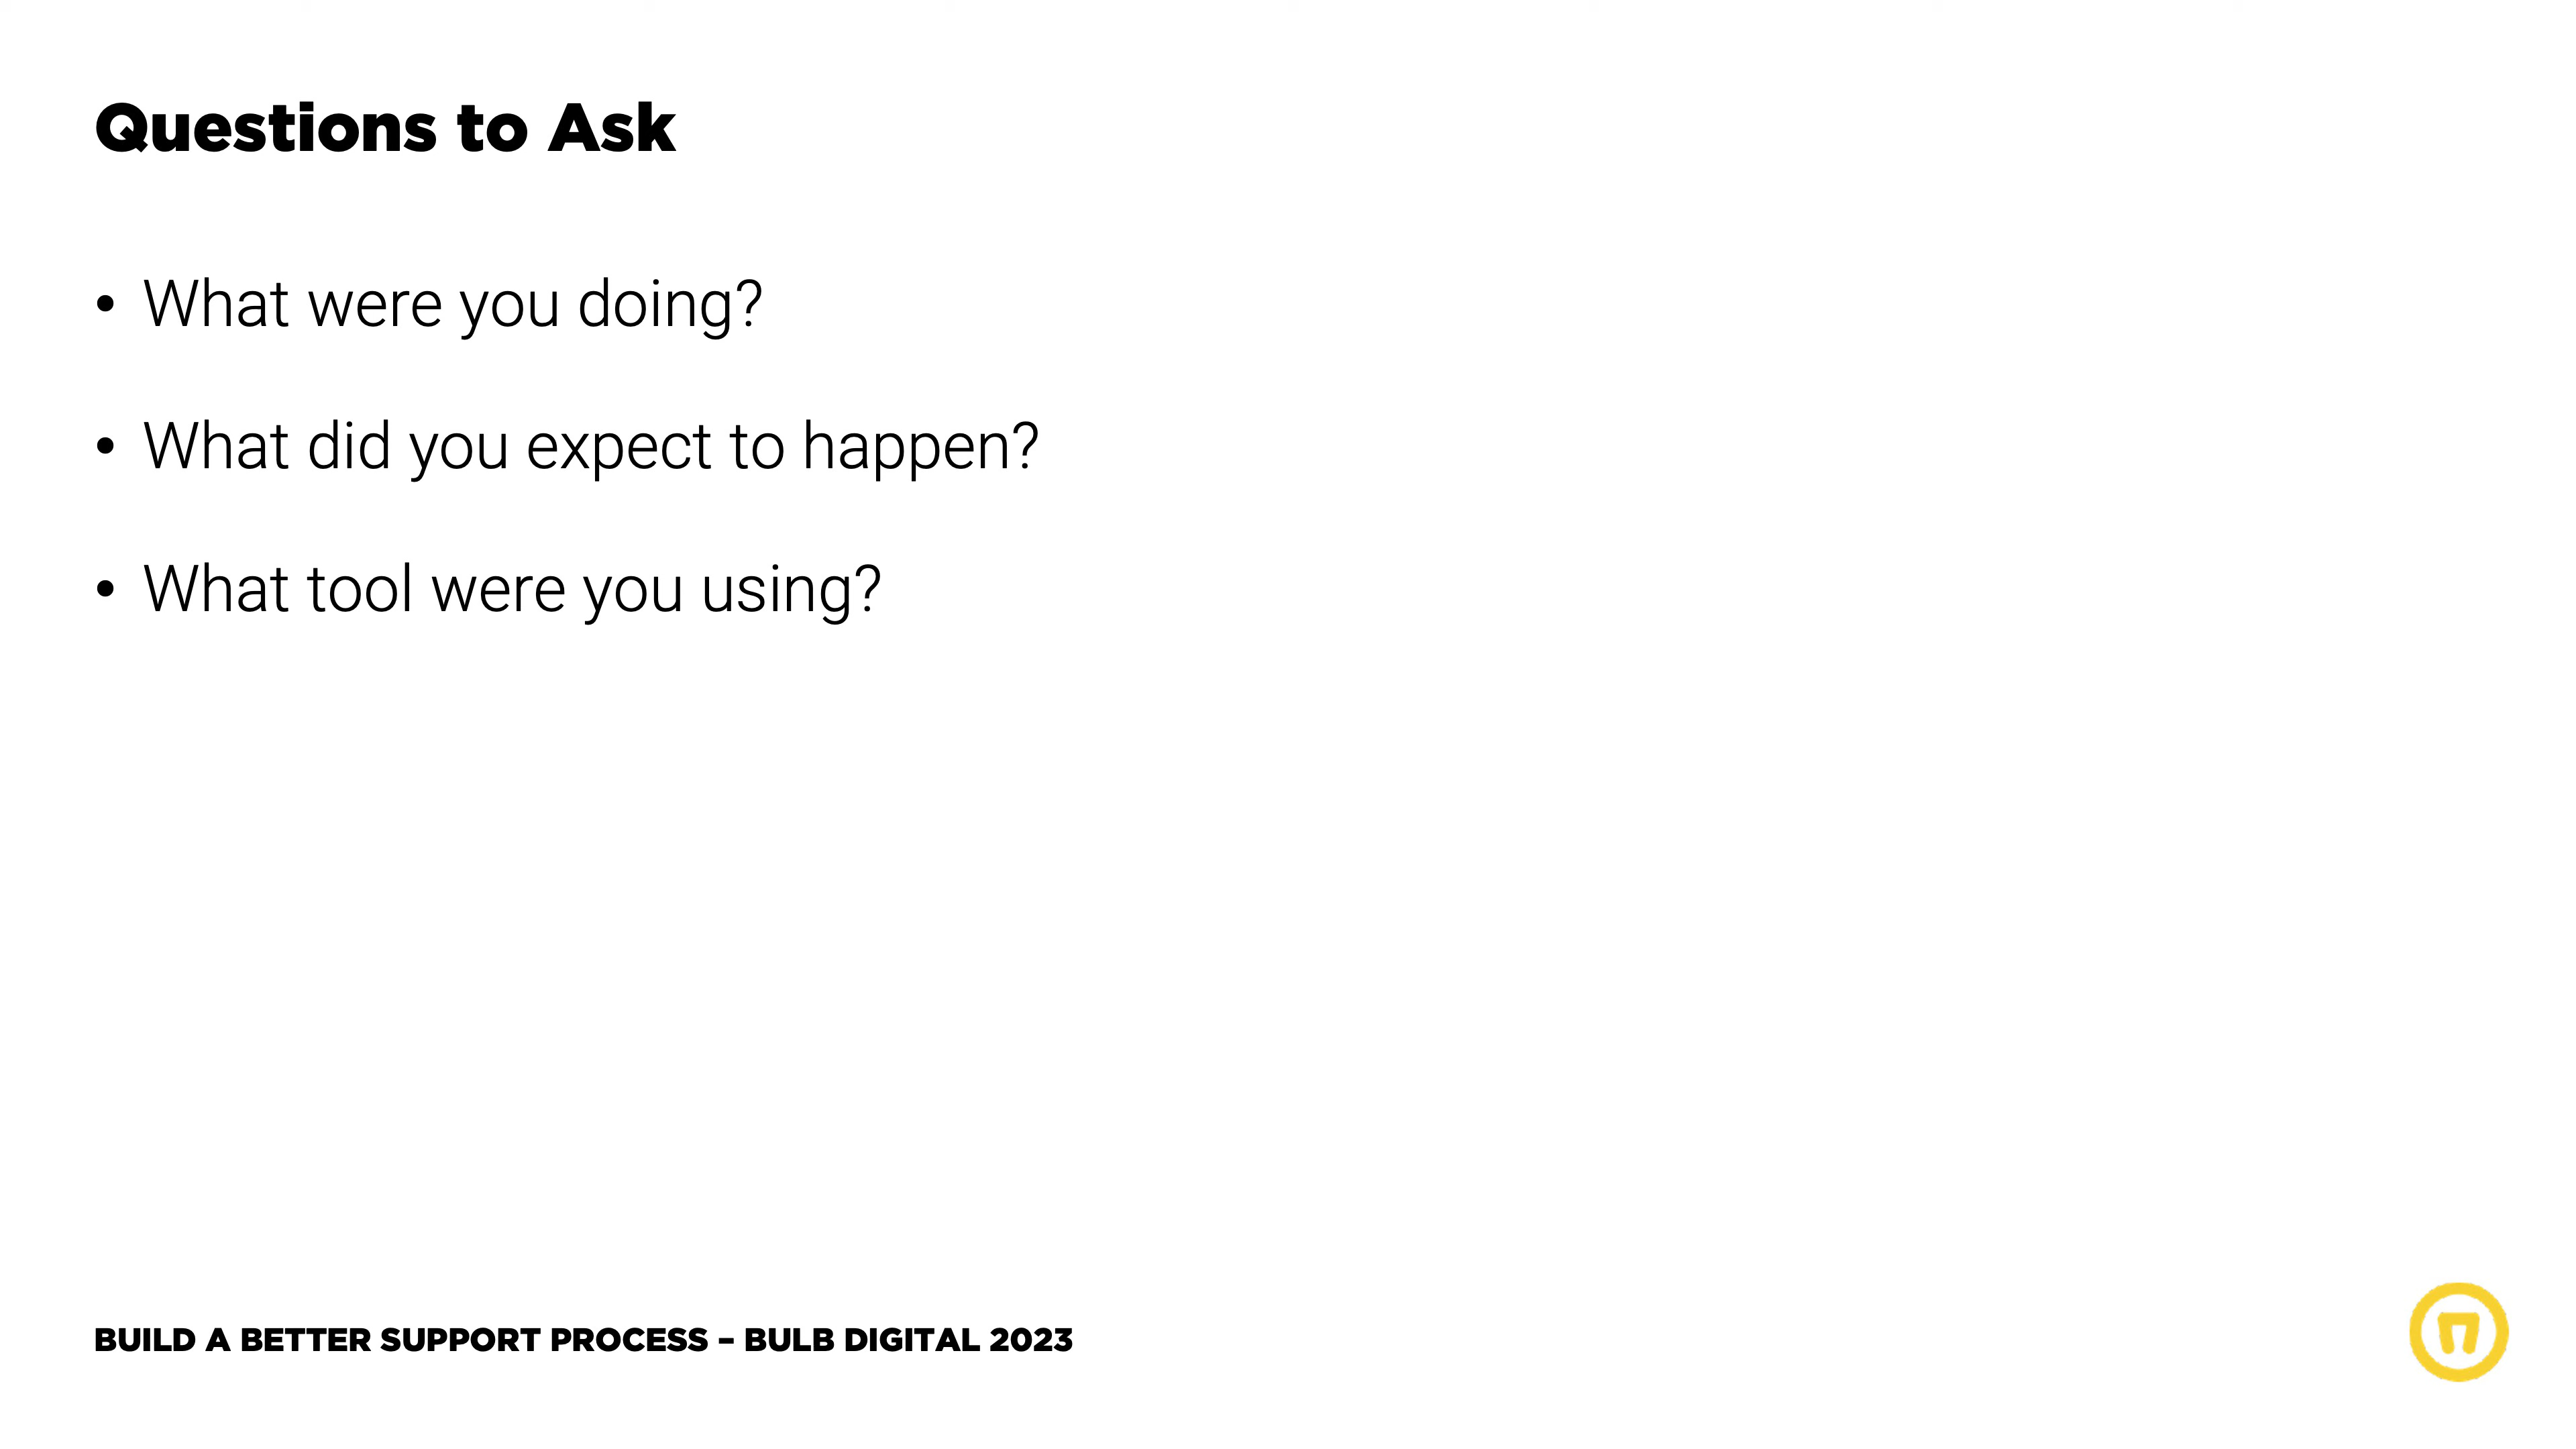 Questions to Ask
• What were you doing?
• What did you expect to happen?
• What tool were you using?
BUILD A BETTER SUPPORT PROCESS – BULB DIGITAL 2023